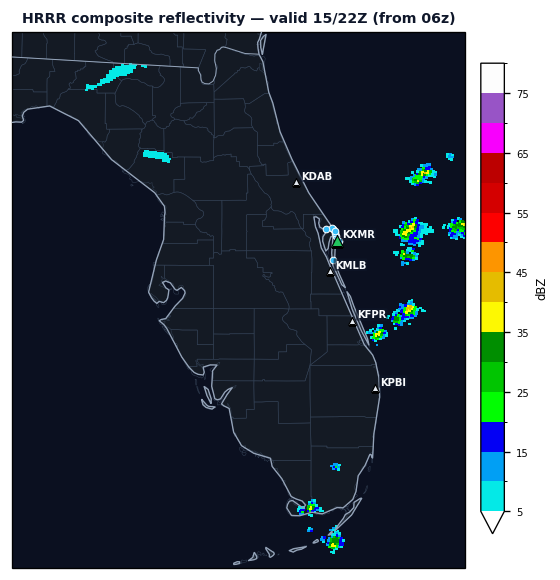 HRRR composite reflectivity — valid 15/22Z (from 06z)
KDAB
KXMR
KMLB
KFPR
KPBI
75
65
55
45
35
25
15
5
dBZ